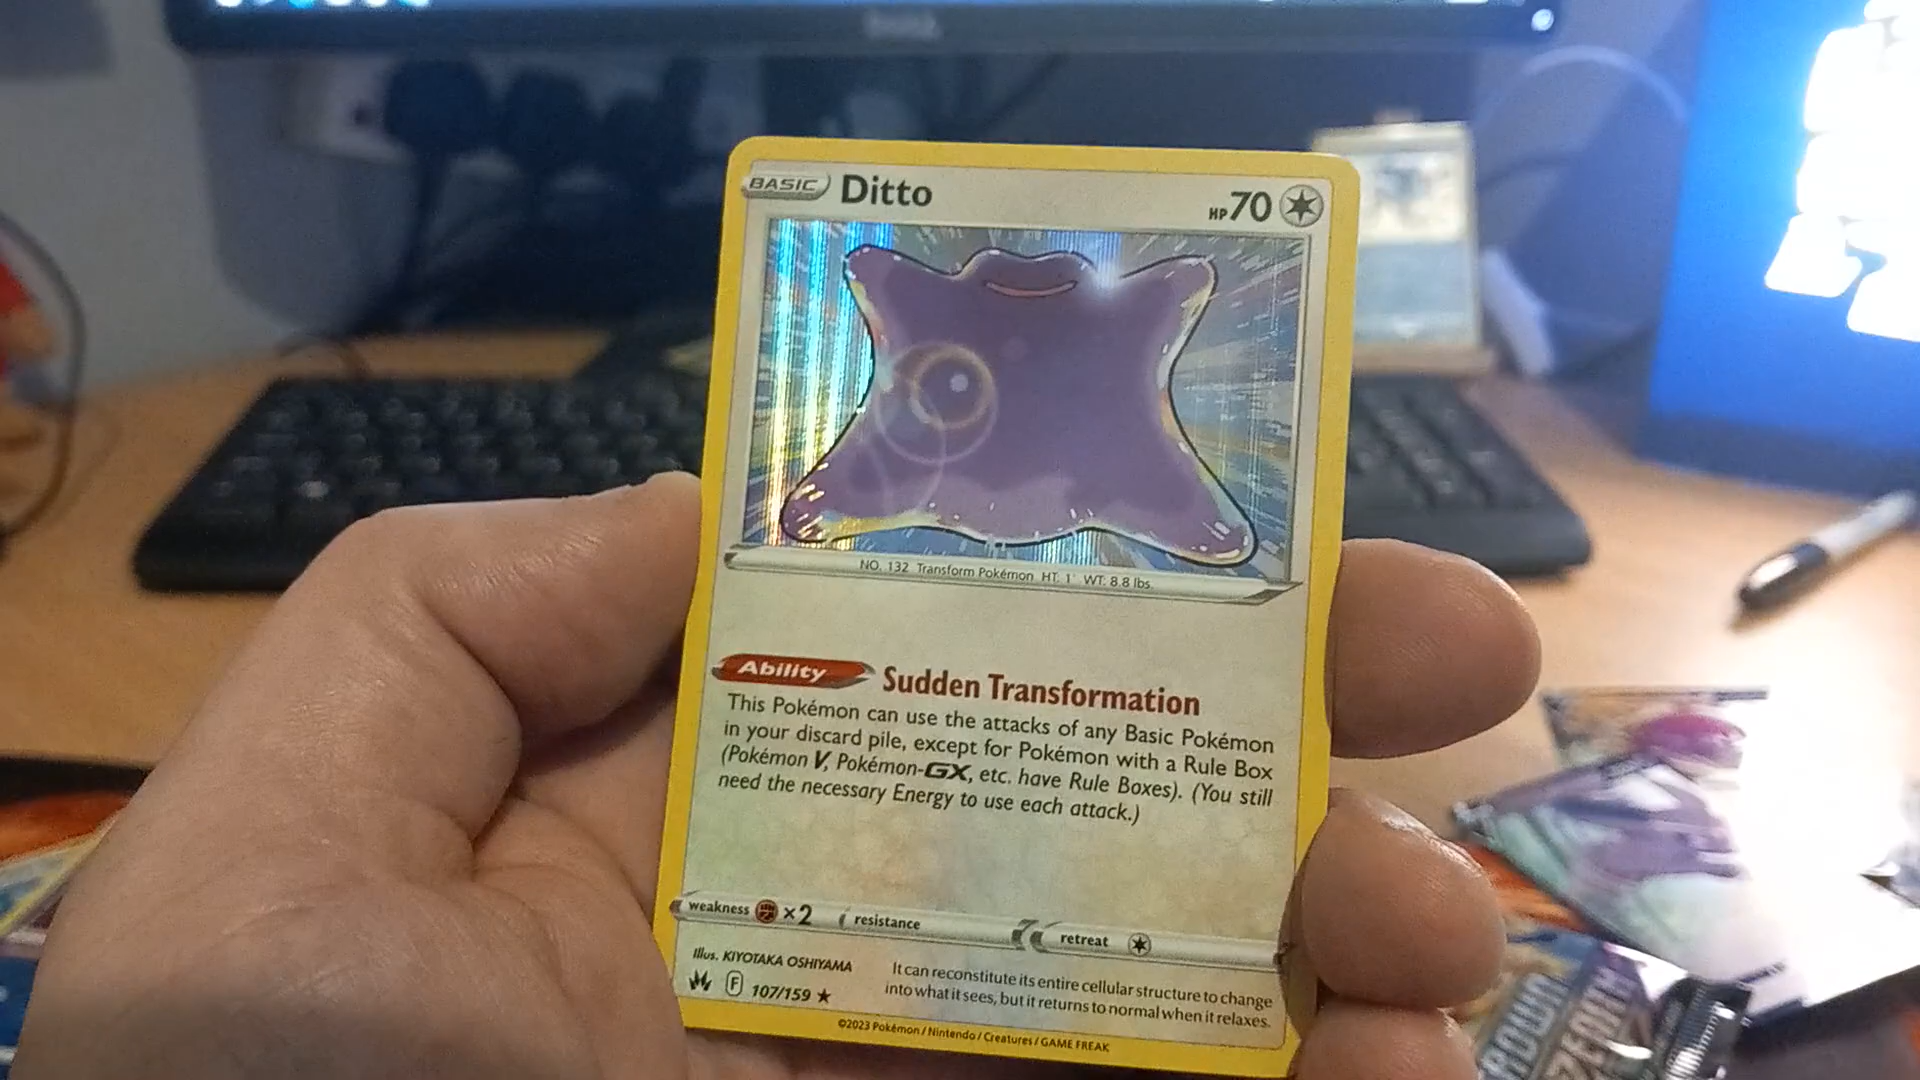 BASIC Ditto HP70
NO. 132 Transform Pokémon HT: 1' WT: 8.8 lbs.
Ability Sudden Transformation
This Pokémon can use the attacks of any Basic Pokémon
in your discard pile, except for Pokémon with a Rule Box
(Pokémon V, Pokémon-GX, etc. have Rule Boxes). (You still
need the necessary Energy to use each attack.)
weakness ×2 resistance retreat
Illus. KIYOTAKA OSHIYAMA
F 107/159 ★
It can reconstitute its entire cellular structure to change
into what it sees, but it returns to normal when it relaxes.
©2023 Pokémon / Nintendo / Creatures / GAME FREAK
ZENITH